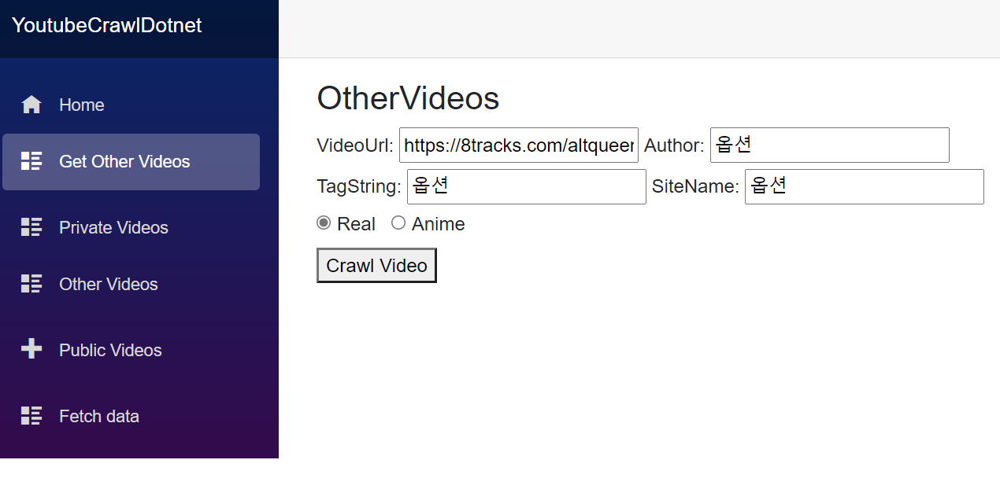 YoutubeCrawlDotnet
Home
Get Other Videos
Private Videos
Other Videos
Public Videos
Fetch data
OtherVideos
VideoUrl: https://8tracks.com/altqueer Author: 옵션
TagString: 옵션 SiteName: 옵션
Real Anime
Crawl Video